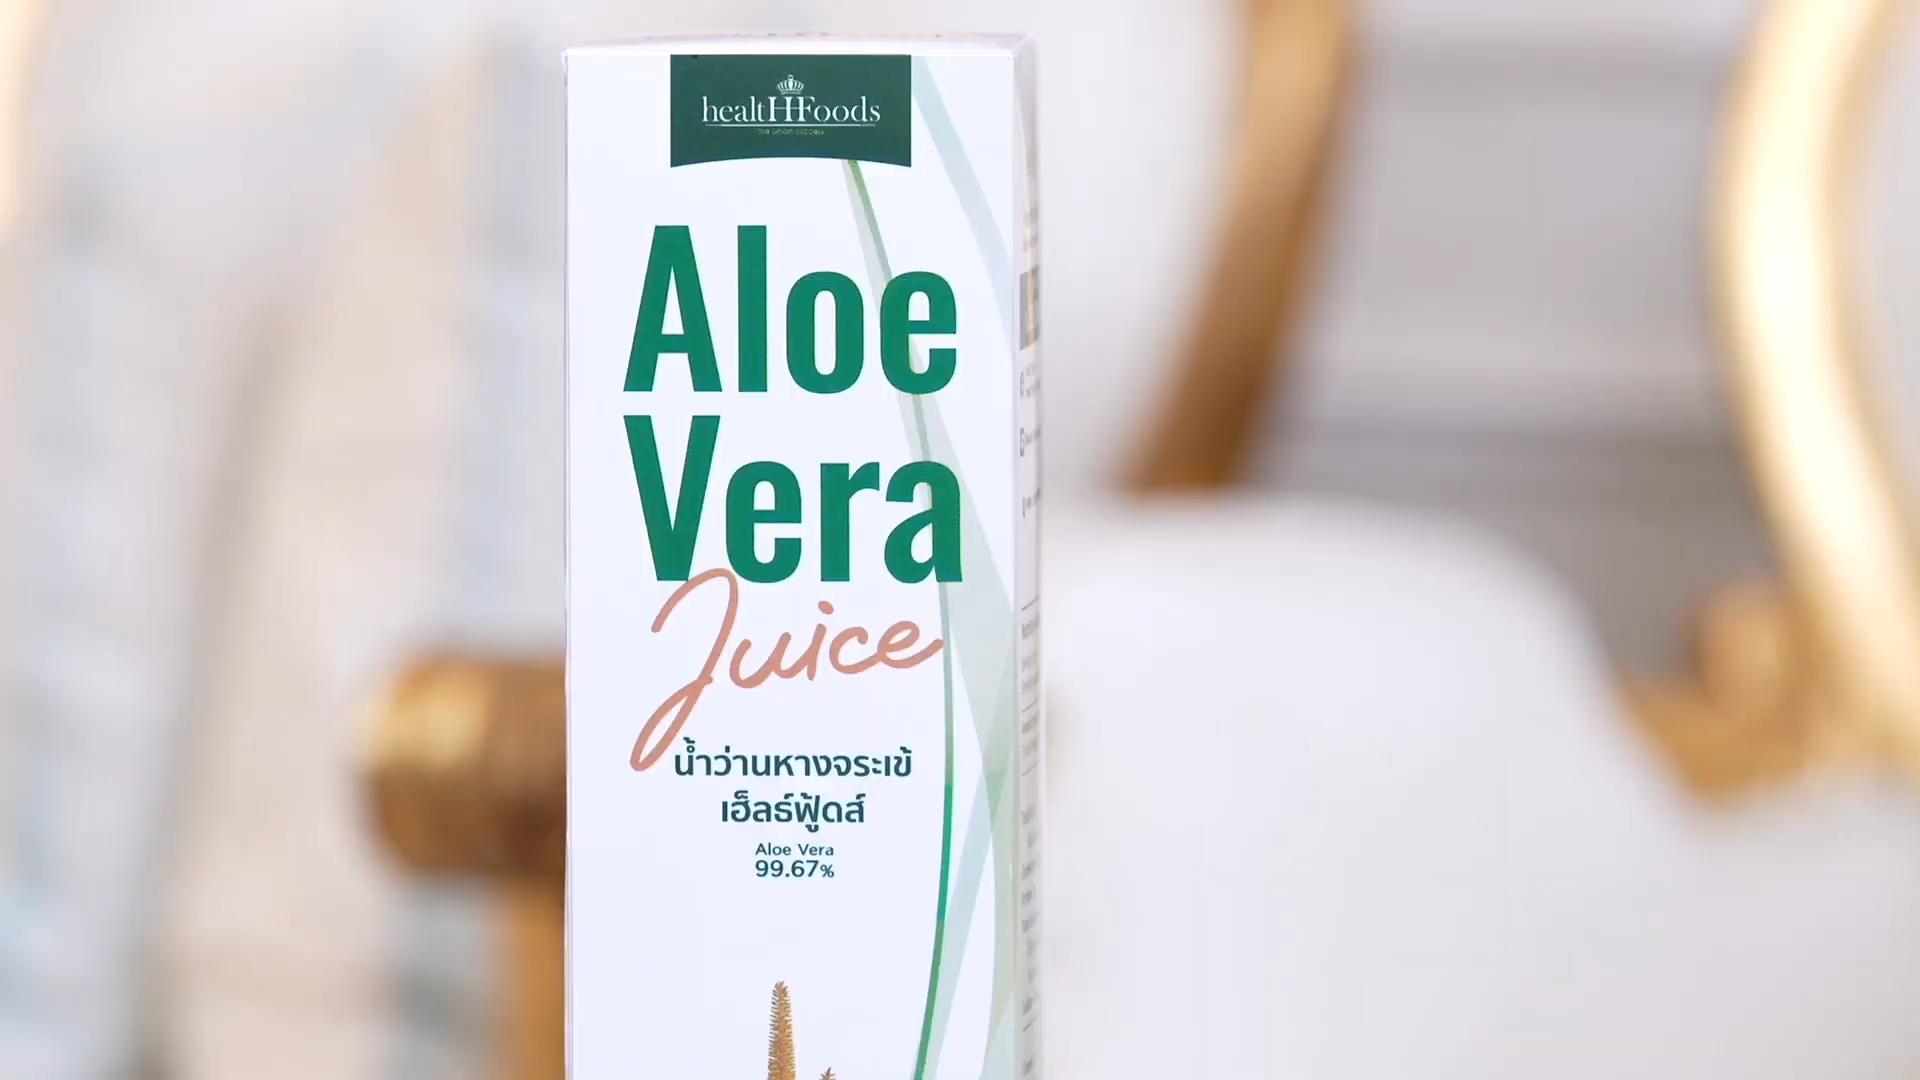 healtHFoods
Aloe
Vera
Juice
น้ำว่านหางจระเข้
เฮ็ลธ์ฟู้ดส์
Aloe Vera
99.67%